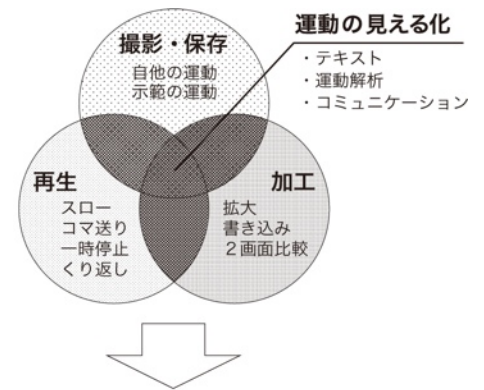 運動の見える化
・テキスト
・運動解析
・コミュニケーション
撮影・保存
自他の運動
示範の運動
再生
スロー
コマ送り
一時停止
くり返し
加工
拡大
書き込み
２画面比較